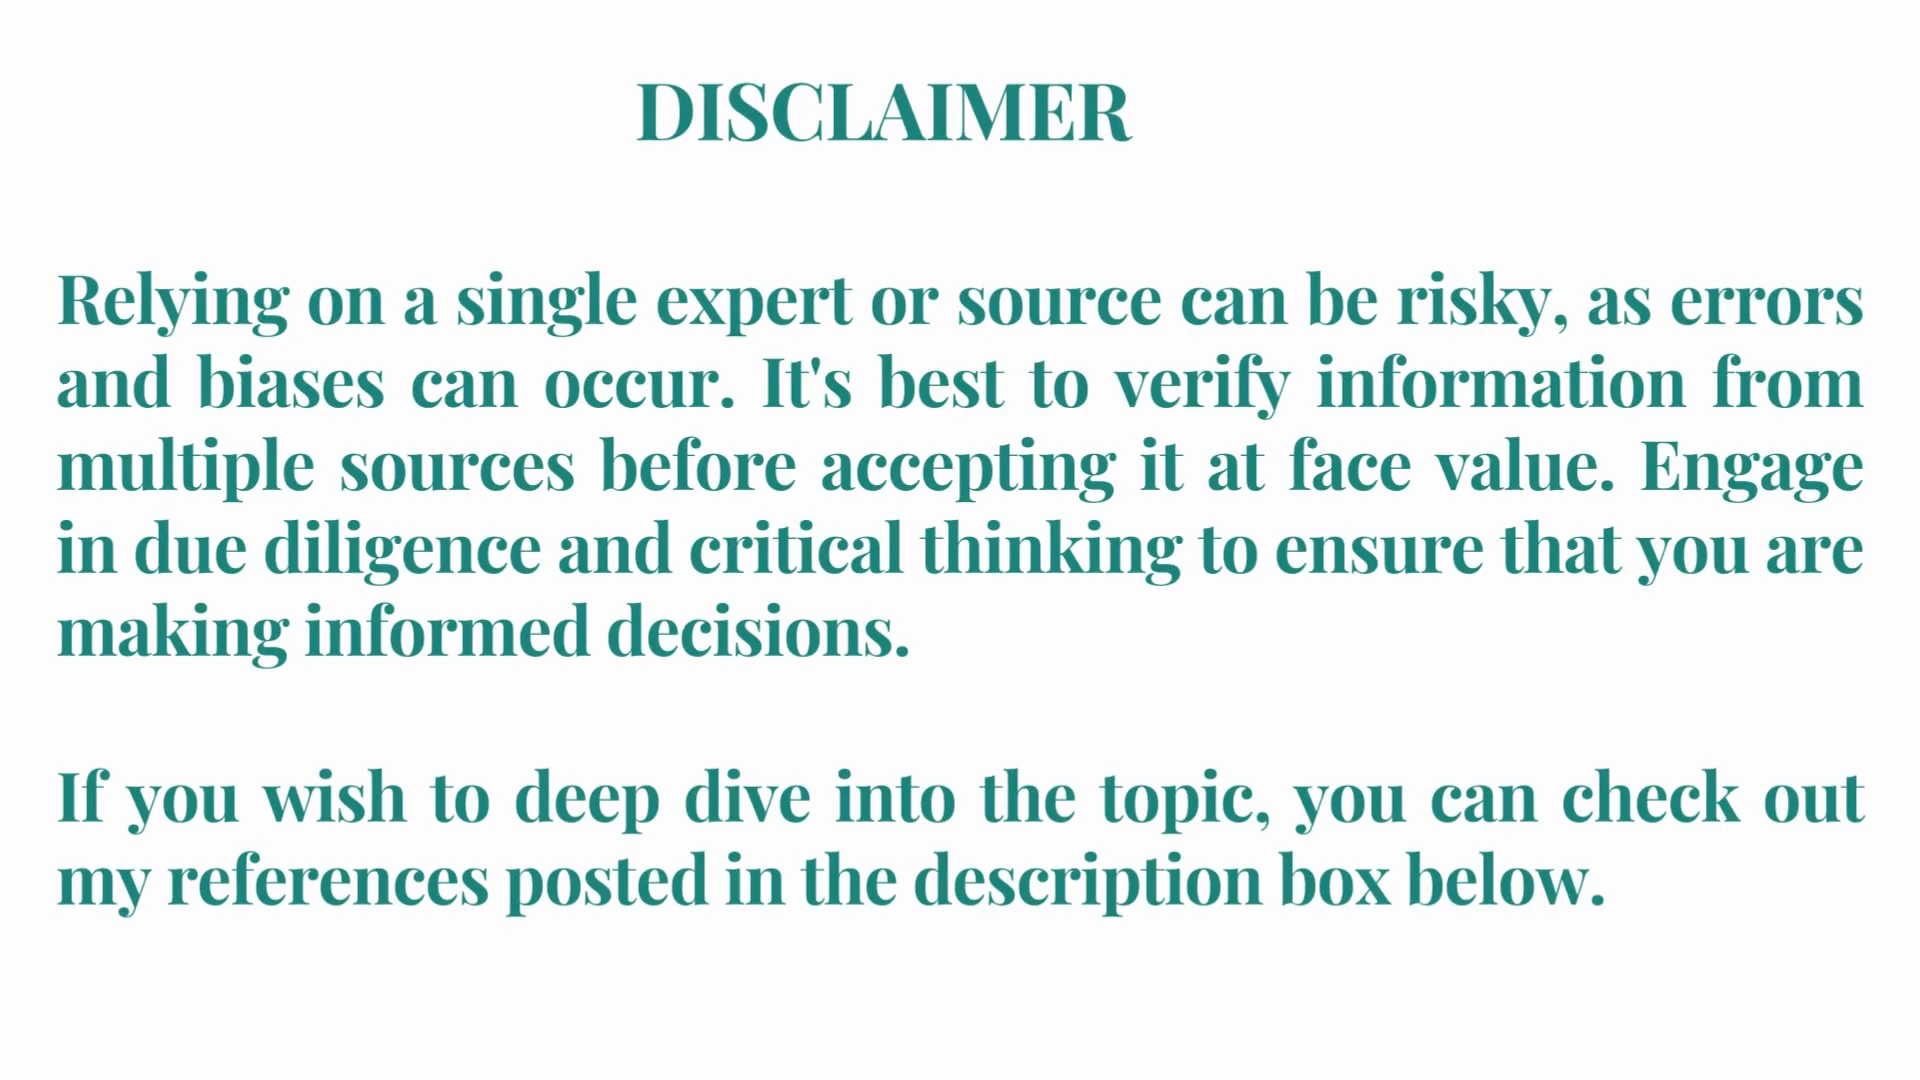 DISCLAIMER
Relying on a single expert or source can be risky, as errors
and biases can occur. It's best to verify information from
multiple sources before accepting it at face value. Engage
in due diligence and critical thinking to ensure that you are
making informed decisions.
If you wish to deep dive into the topic, you can check out
my references posted in the description box below.